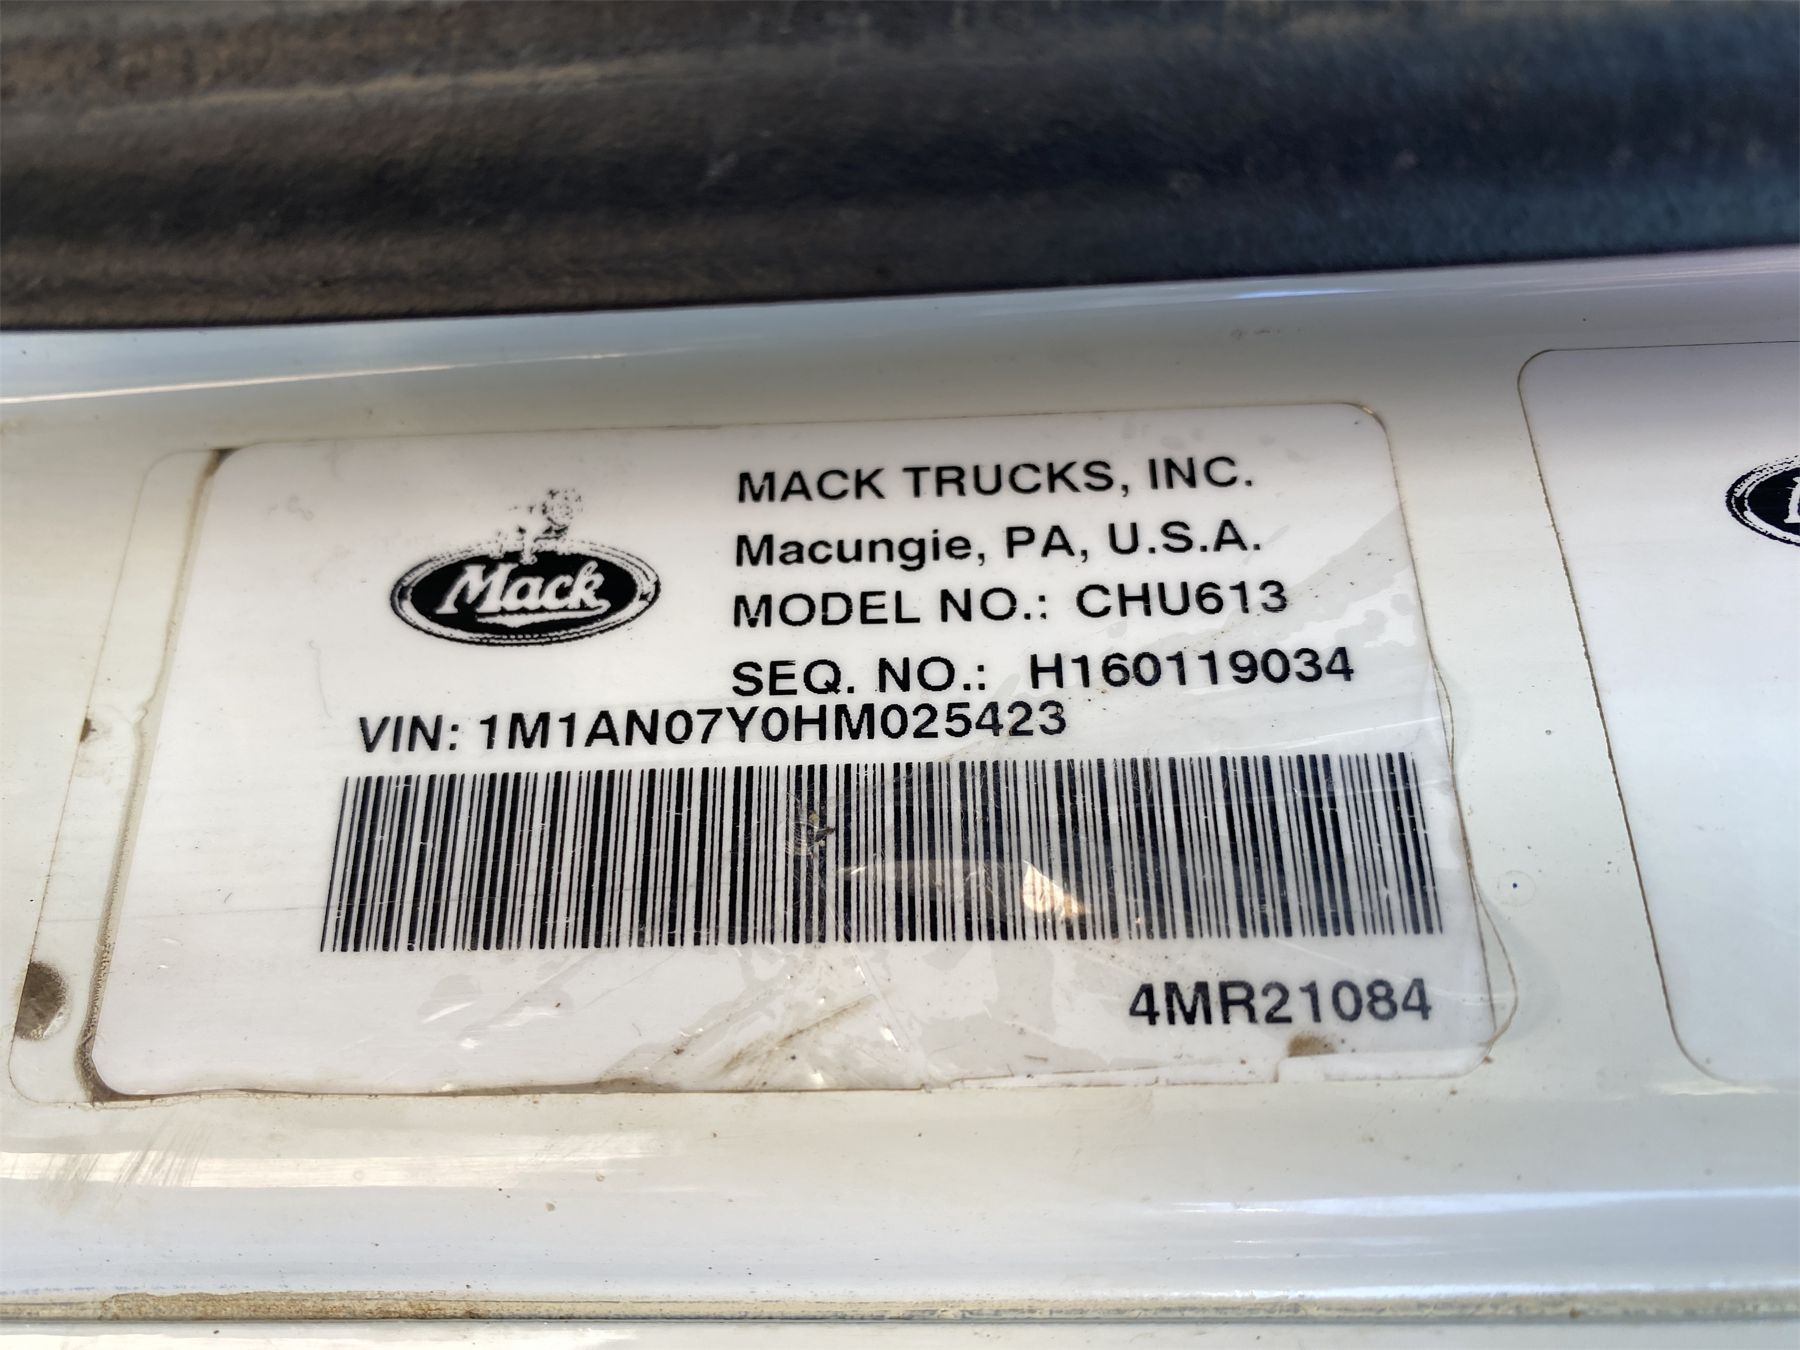 Mack
MACK TRUCKS, INC.
Macungie, PA, U.S.A.
MODEL NO.: CHU613
SEQ. NO.: H160119034
VIN: 1M1AN07Y0HM025423
4MR21084